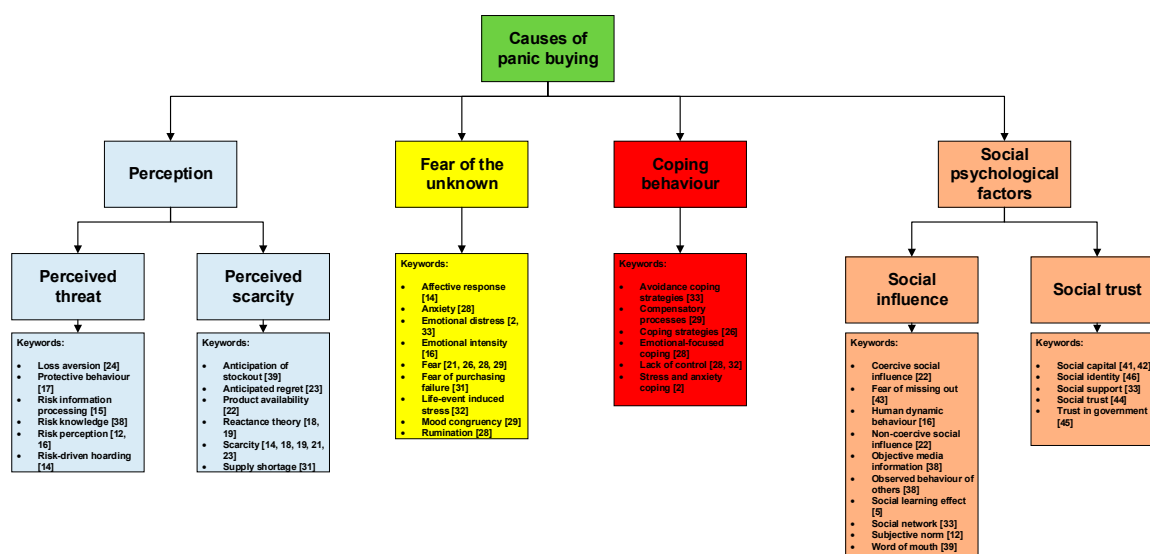 Causes of
panic buying
Perception
Fear of the
unknown
Coping
behaviour
Social
psychological
factors
Perceived
threat
Perceived
scarcity
Social
influence
Social trust
Keywords:
• Loss aversion [24]
• Protective behaviour
[17]
• Risk information
processing [15]
• Risk knowledge [38]
• Risk perception [12,
16]
• Risk-driven hoarding
[14]
Keywords:
• Anticipation of
stockout [39]
• Anticipated regret [23]
• Product availability
[22]
• Reactance theory [18,
19]
• Scarcity [14, 18, 19, 21,
23]
• Supply shortage [31]
Keywords:
• Affective response
[14]
• Anxiety [28]
• Emotional distress [2,
33]
• Emotional intensity
[16]
• Fear [21, 26, 28, 29]
• Fear of purchasing
failure [31]
• Life-event induced
stress [32]
• Mood congruency [29]
• Rumination [28]
Keywords:
• Avoidance coping
strategies [33]
• Compensatory
processes [29]
• Coping strategies [26]
• Emotional-focused
coping [28]
• Lack of control [28, 32]
• Stress and anxiety
coping [2]
Keywords:
• Coercive social
influence [22]
• Fear of missing out
[43]
• Human dynamic
behaviour [16]
• Non-coercive social
influence [22]
• Objective media
information [38]
• Observed behaviour of
others [38]
• Social learning effect
[5]
• Social network [33]
• Subjective norm [12]
• Word of mouth [39]
Keywords:
• Social capital [41, 42]
• Social identity [46]
• Social support [33]
• Social trust [44]
• Trust in government
[45]